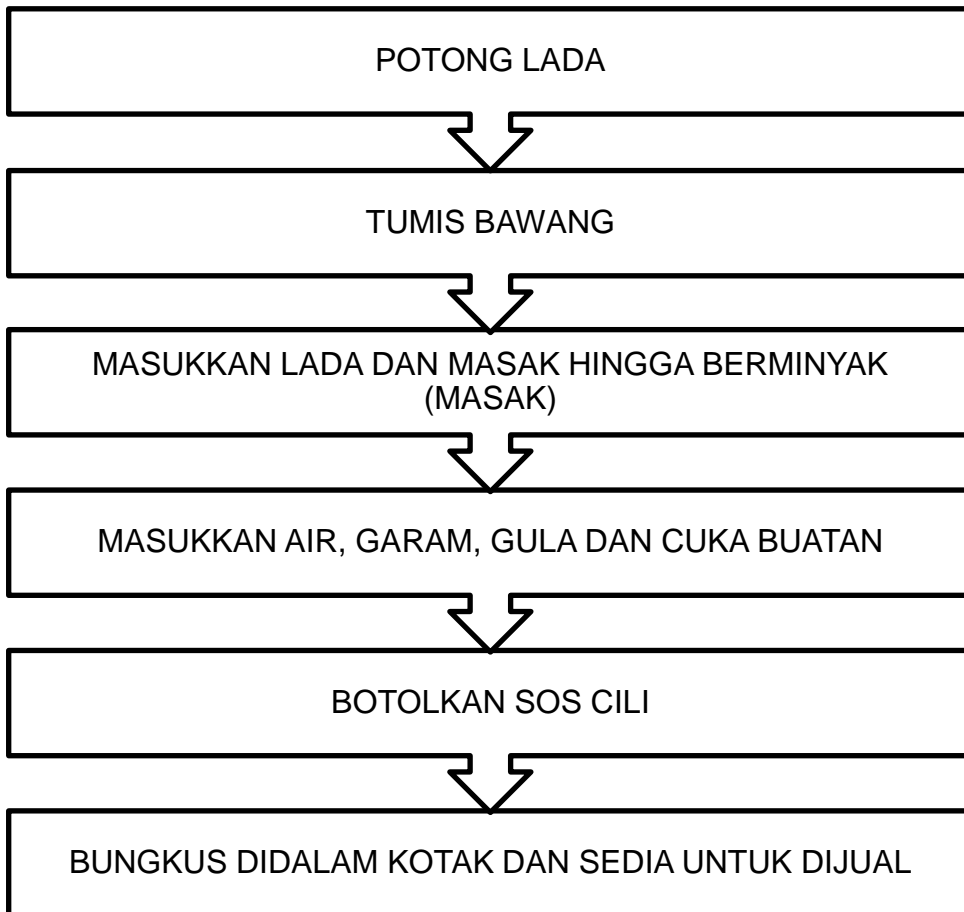 POTONG LADA
TUMIS BAWANG
MASUKKAN LADA DAN MASAK HINGGA BERMINYAK
(MASAK)
MASUKKAN AIR, GARAM, GULA DAN CUKA BUATAN
BOTOLKAN SOS CILI
BUNGKUS DIDALAM KOTAK DAN SEDIA UNTUK DIJUAL